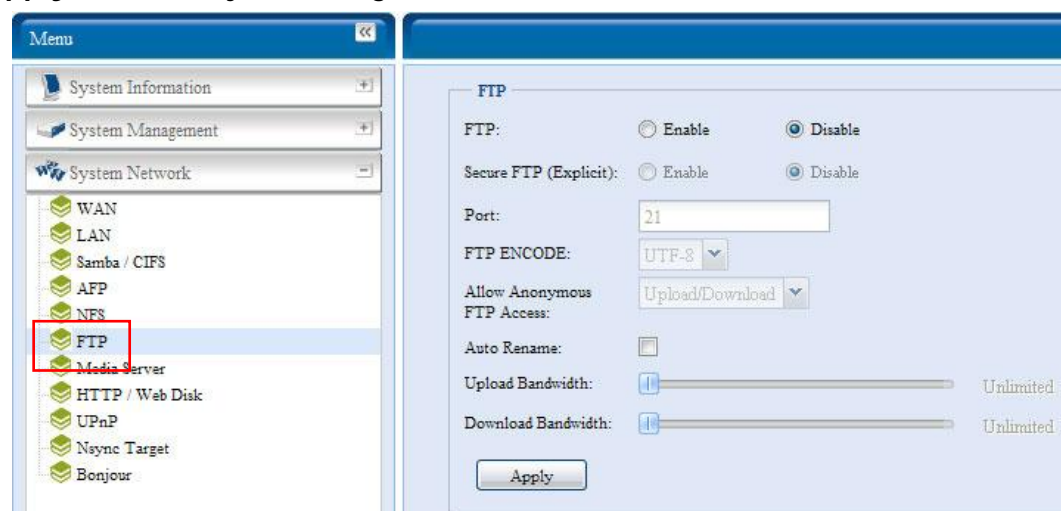 Menu
System Information
System Management
System Network
WAN
LAN
Samba / CIFS
AFP
NFS
FTP
Media Server
HTTP / Web Disk
UPnP
Nsync Target
Bonjour
FTP
FTP: Enable Disable
Secure FTP (Explicit): Enable Disable
Port: 21
FTP ENCODE: UTF-8
Allow Anonymous
FTP Access: Upload/Download
Auto Rename:
Upload Bandwidth: Unlimited
Download Bandwidth: Unlimited
Apply